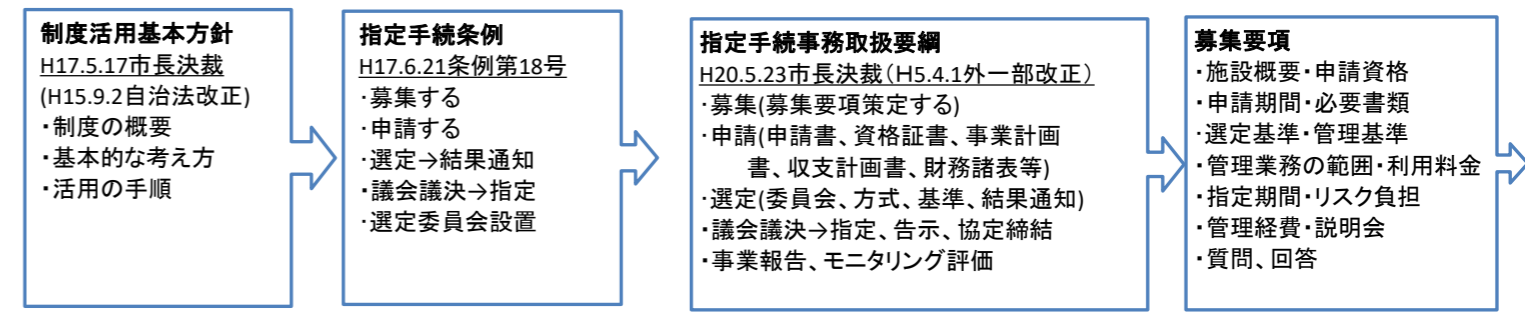 制度活用基本方針
H17.5.17市長決裁
(H15.9.2自治法改正)
・制度の概要
・基本的な考え方
・活用の手順
指定手続条例
H17.6.21条例第18号
・募集する
・申請する
・選定→結果通知
・議会議決→指定
・選定委員会設置
指定手続事務取扱要綱
H20.5.23市長決裁(H5.4.1外一部改正)
・募集(募集要項策定する)
・申請(申請書、資格証書、事業計画
書、収支計画書、財務諸表等)
・選定(委員会、方式、基準、結果通知)
・議会議決→指定、告示、協定締結
・事業報告、モニタリング評価
募集要項
・施設概要・申請資格
・申請期間・必要書類
・選定基準・管理基準
・管理業務の範囲・利用料金
・指定期間・リスク負担
・管理経費・説明会
・質問、回答